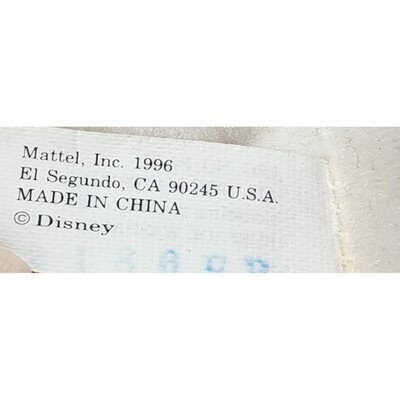 Mattel, Inc. 1996
El Segundo, CA 90245 U.S.A.
MADE IN CHINA
© Disney